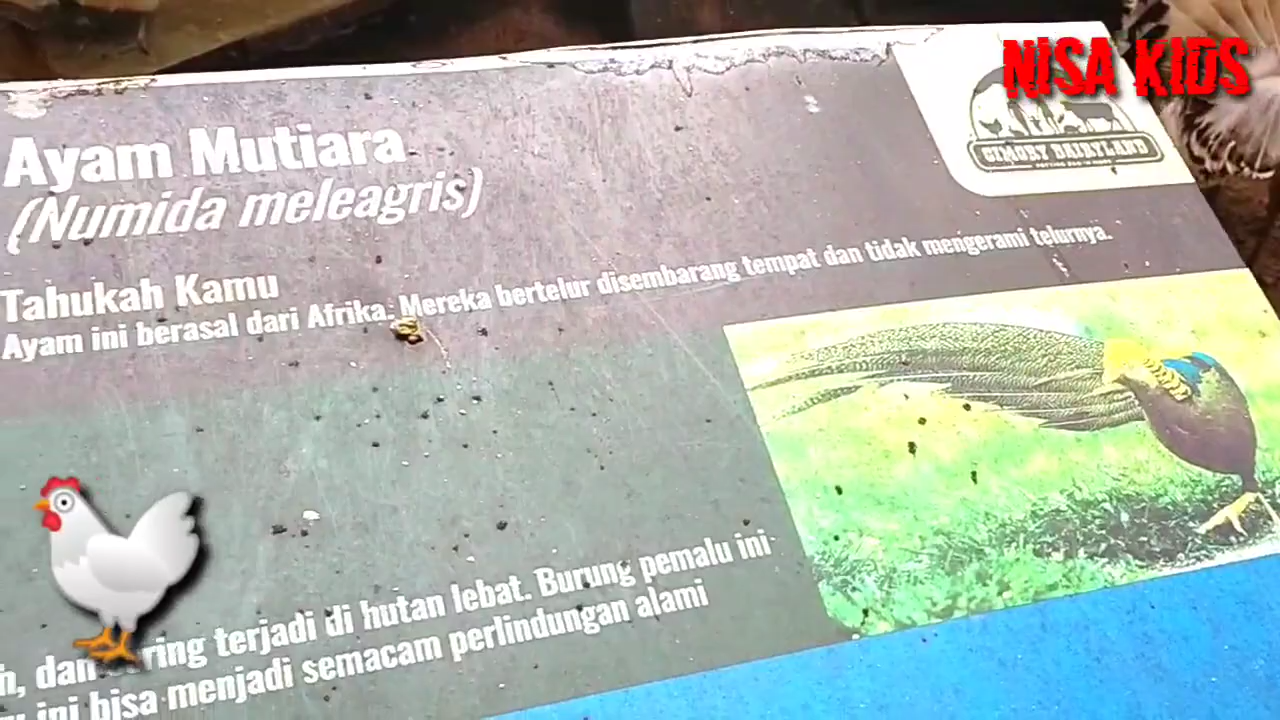 NiSA KiDS
CIMORY DAIRYLAND
Ayam Mutiara
(Numida meleagris)
Tahukah Kamu
Ayam ini berasal dari Afrika. Mereka bertelur disembarang tempat dan tidak mengerami telurnya.
terjadi di hutan lebat. Burung pemalu ini
ini bisa menjadi semacam perlindungan alami